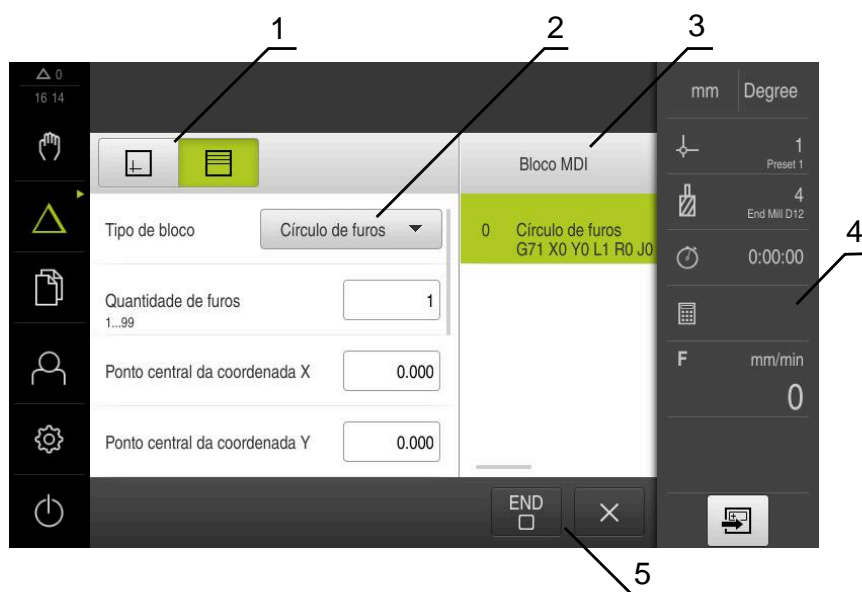 1
2
3
0
16 14
mm Degree
1
Preset 1
Bloco MDI
4
End Mill D12
Tipo de bloco
Círculo de furos
0 Círculo de furos
G71 X0 Y0 L1 R0 J0
4
0:00:00
Quantidade de furos
1...99
1
F mm/min
0
Ponto central da coordenada X
0.000
Ponto central da coordenada Y
0.000
END
5